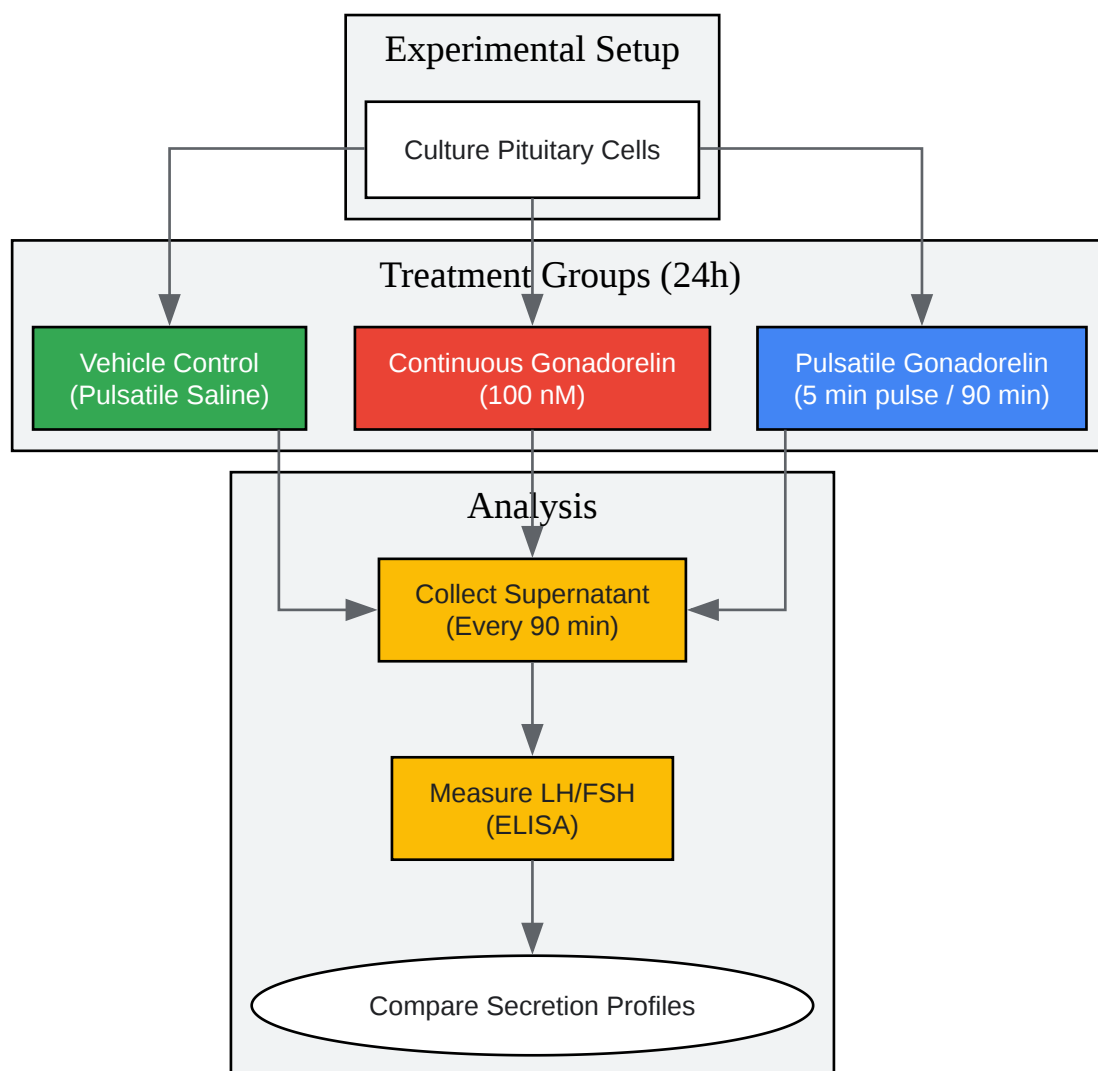 Experimental Setup
Culture Pituitary Cells
Treatment Groups (24h)
Vehicle Control
(Pulsatile Saline)
Continuous Gonadorelin
(100 nM)
Pulsatile Gonadorelin
(5 min pulse / 90 min)
Analysis
Collect Supernatant
(Every 90 min)
Measure LH/FSH
(ELISA)
Compare Secretion Profiles